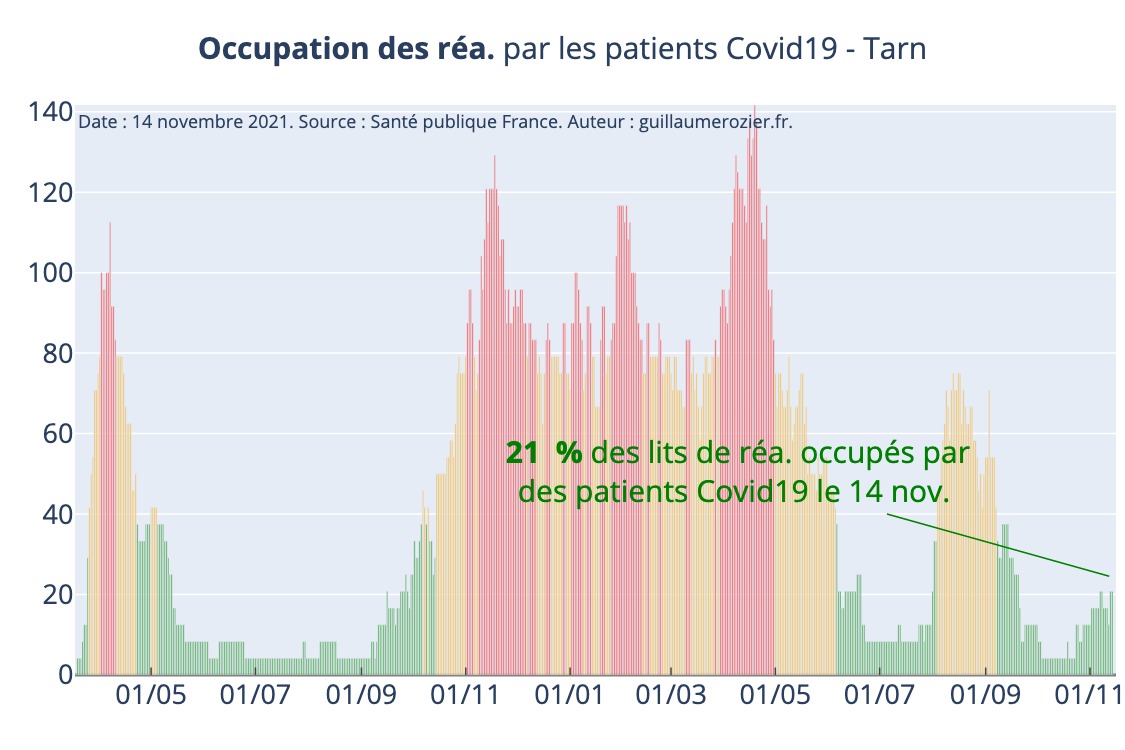 Occupation des réa. par les patients Covid19 - Tarn
140
Date : 14 novembre 2021. Source : Santé publique France. Auteur : guillaumerozier.fr.
120
100
80
60
21 % des lits de réa. occupés par
des patients Covid19 le 14 nov.
40
20
0
01/05 01/07 01/09 01/11 01/01 01/03 01/05 01/07 01/09 01/11